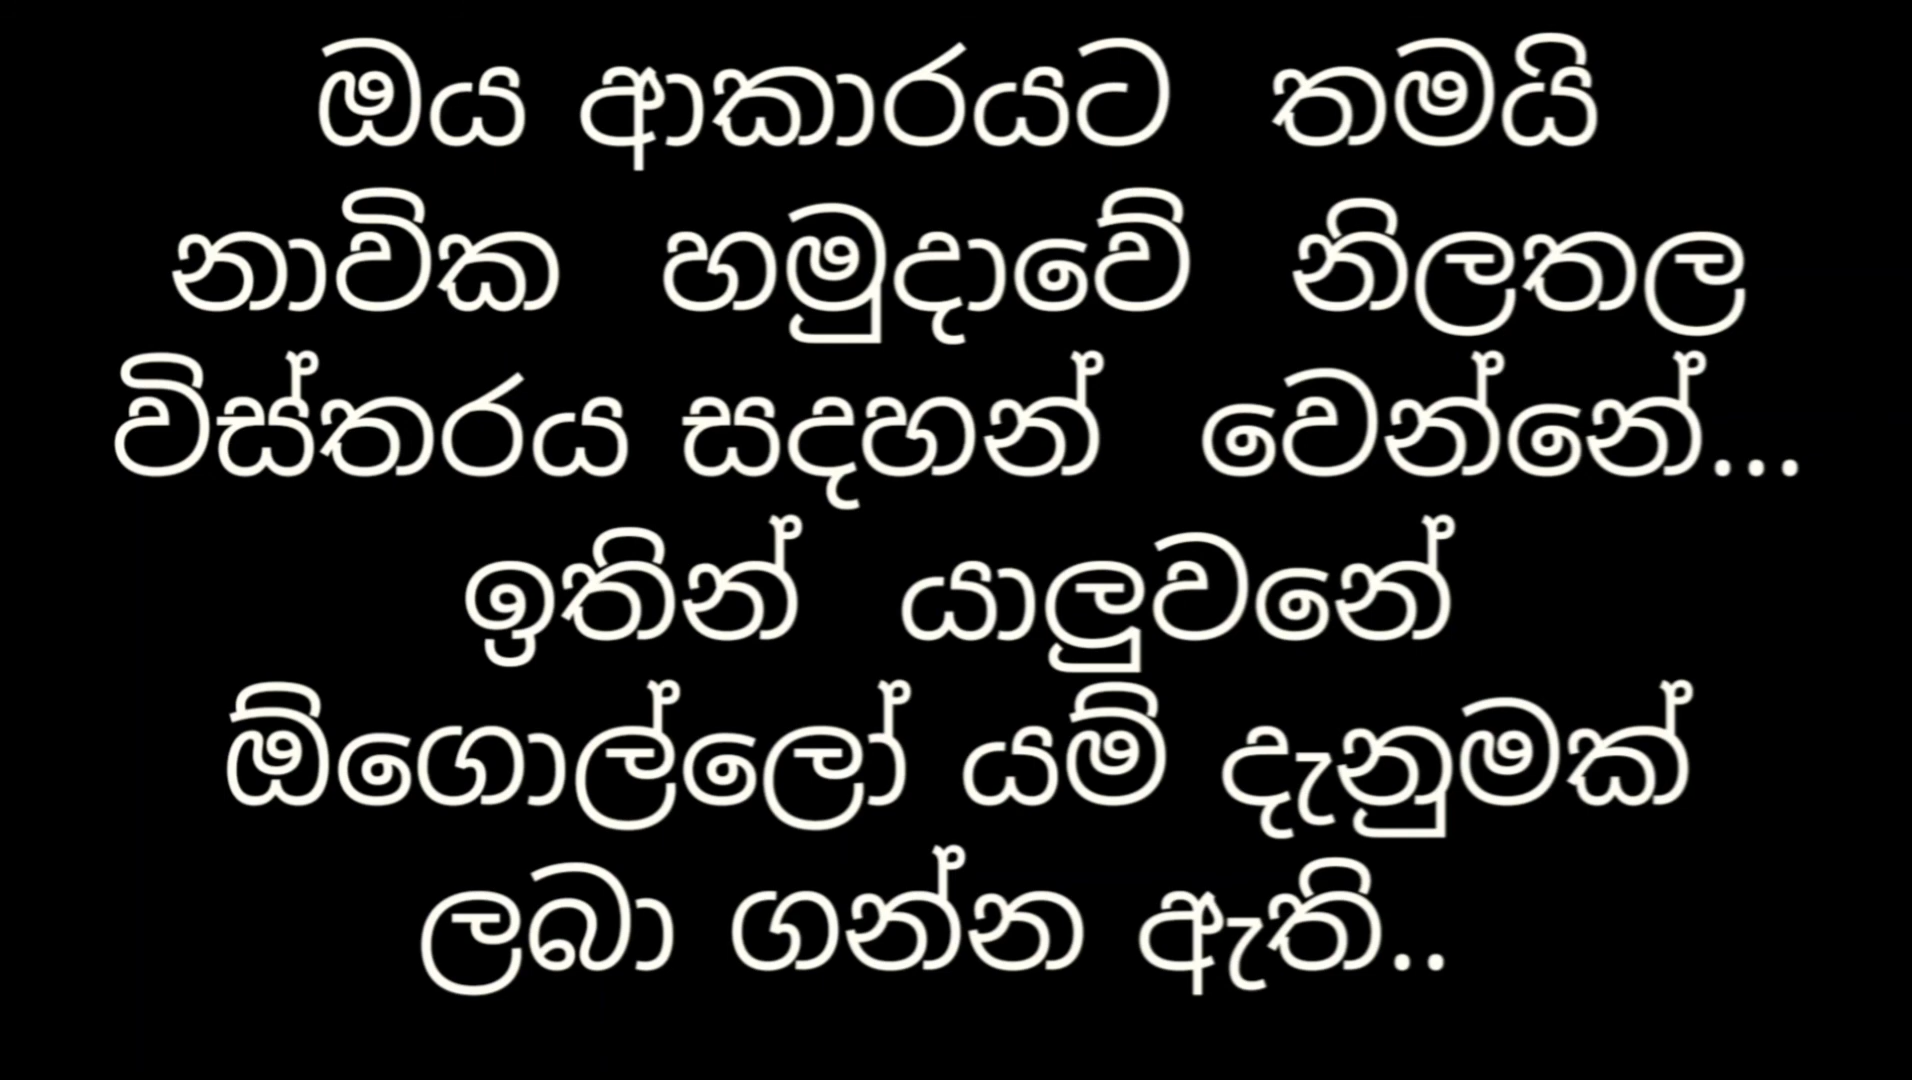 ඔය ආකාරයට තමයි
නාවික හමුදාවේ නිලතල
විස්තරය සදහන් වෙන්නේ...
ඉතින් යාලුවනේ
ඕගොල්ලෝ යම් දැනුමක්
ලබා ගන්න ඇති..